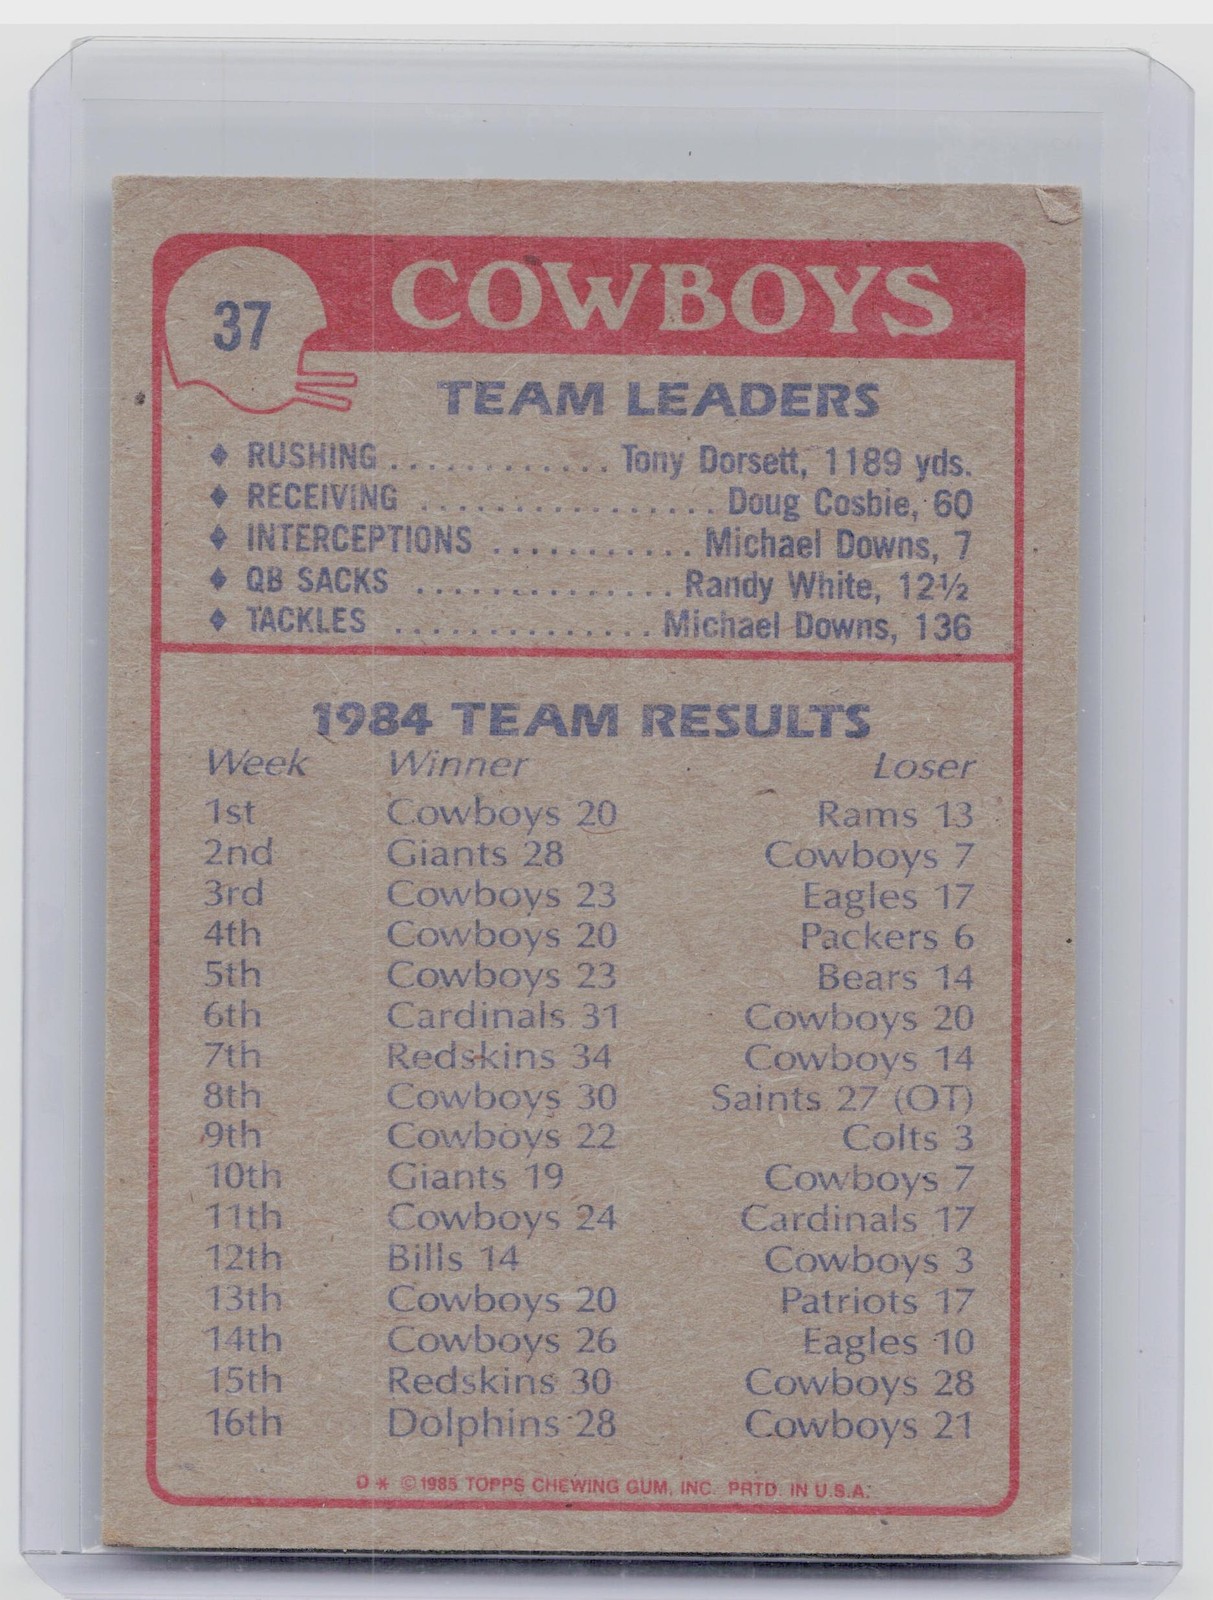 37
COWBOYS
TEAM LEADERS
♦ RUSHING ............ Tony Dorsett, 1189 yds.
♦ RECEIVING ................. Doug Cosbie, 60
♦ INTERCEPTIONS ........... Michael Downs, 7
♦ QB SACKS .............. Randy White, 12½
♦ TACKLES .............. Michael Downs, 136
1984 TEAM RESULTS
Week Winner Loser
1st Cowboys 20 Rams 13
2nd Giants 28 Cowboys 7
3rd Cowboys 23 Eagles 17
4th Cowboys 20 Packers 6
5th Cowboys 23 Bears 14
6th Cardinals 31 Cowboys 20
7th Redskins 34 Cowboys 14
8th Cowboys 30 Saints 27 (OT)
9th Cowboys 22 Colts 3
10th Giants 19 Cowboys 7
11th Cowboys 24 Cardinals 17
12th Bills 14 Cowboys 3
13th Cowboys 20 Patriots 17
14th Cowboys 26 Eagles 10
15th Redskins 30 Cowboys 28
16th Dolphins 28 Cowboys 21
D * © 1985 TOPPS CHEWING GUM, INC. PRTD. IN U.S.A.